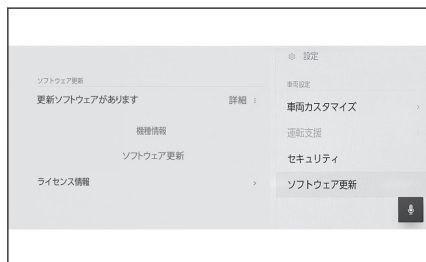 ソフトウェア更新
更新ソフトウェアがあります
詳細
機種情報
ソフトウェア更新
ライセンス情報
設定
車両設定
車両カスタマイズ
運転支援
セキュリティ
ソフトウェア更新